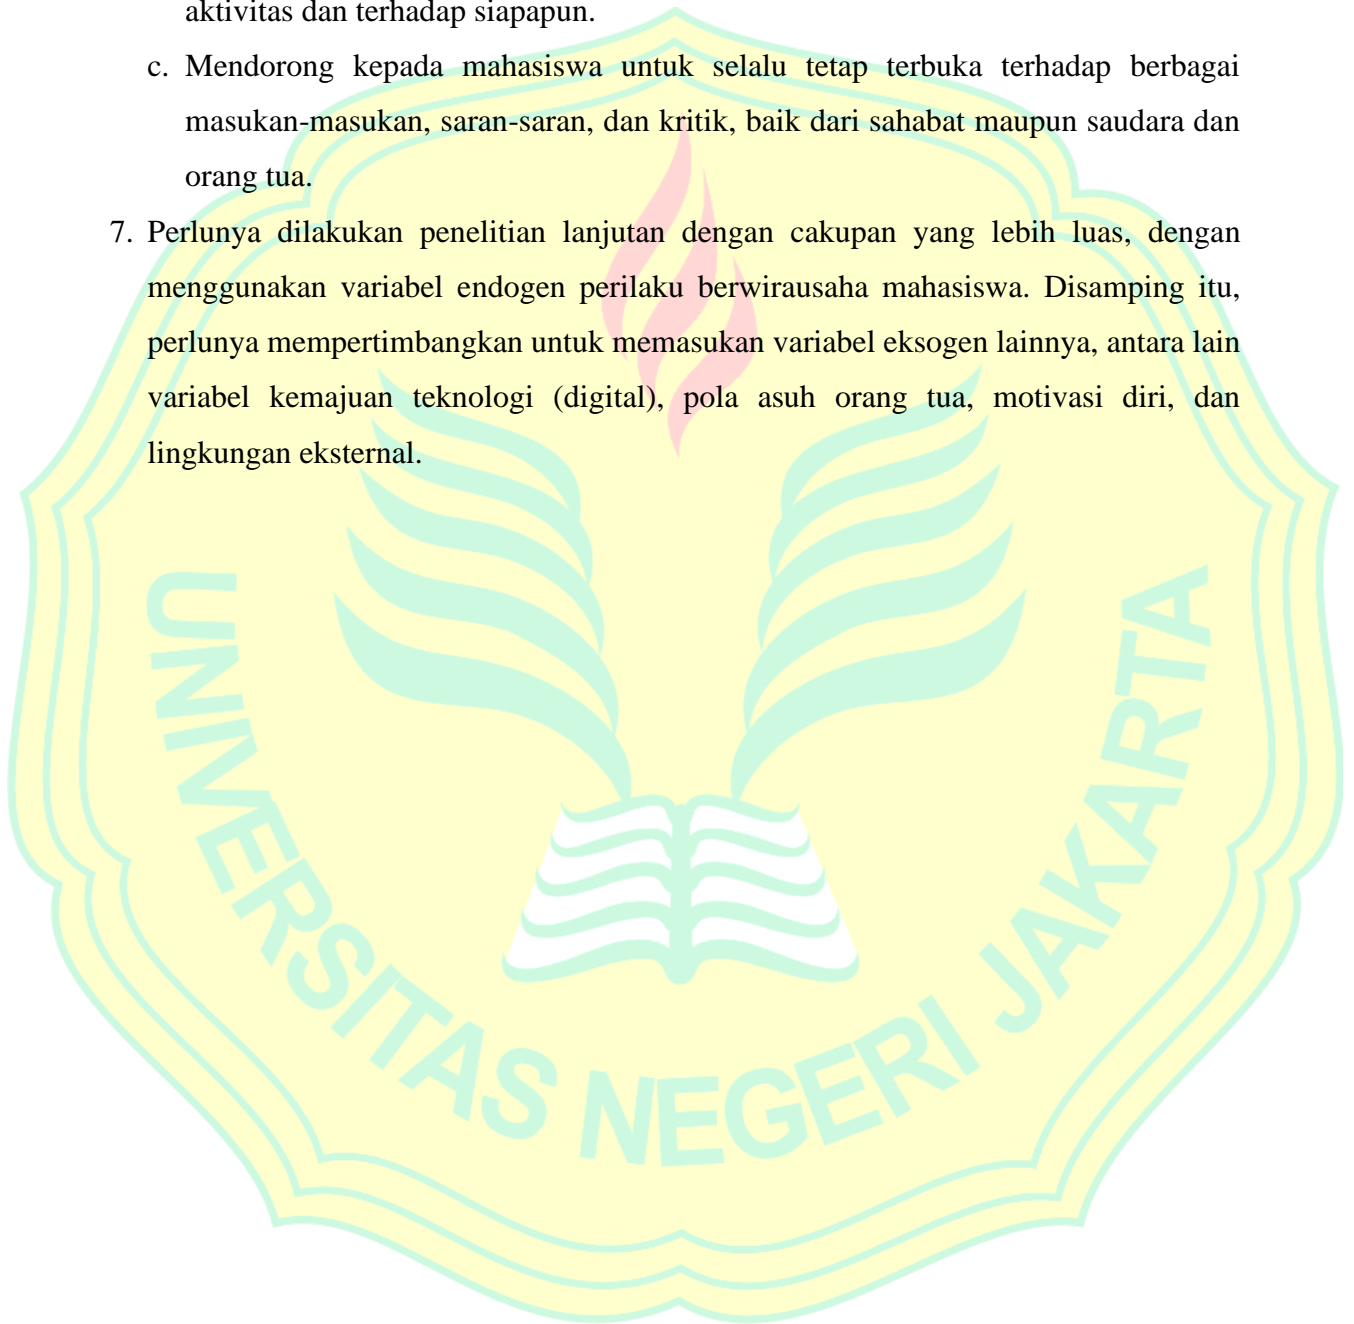 aktivitas dan terhadap siapapun.
c. Mendorong kepada mahasiswa untuk selalu tetap terbuka terhadap berbagai
masukan-masukan, saran-saran, dan kritik, baik dari sahabat maupun saudara dan
orang tua.
7. Perlunya dilakukan penelitian lanjutan dengan cakupan yang lebih luas, dengan
menggunakan variabel endogen perilaku berwirausaha mahasiswa. Disamping itu,
perlunya mempertimbangkan untuk memasukan variabel eksogen lainnya, antara lain
variabel kemajuan teknologi (digital), pola asuh orang tua, motivasi diri, dan
lingkungan eksternal.
UNIVERSITAS NEGERI JAKARTA